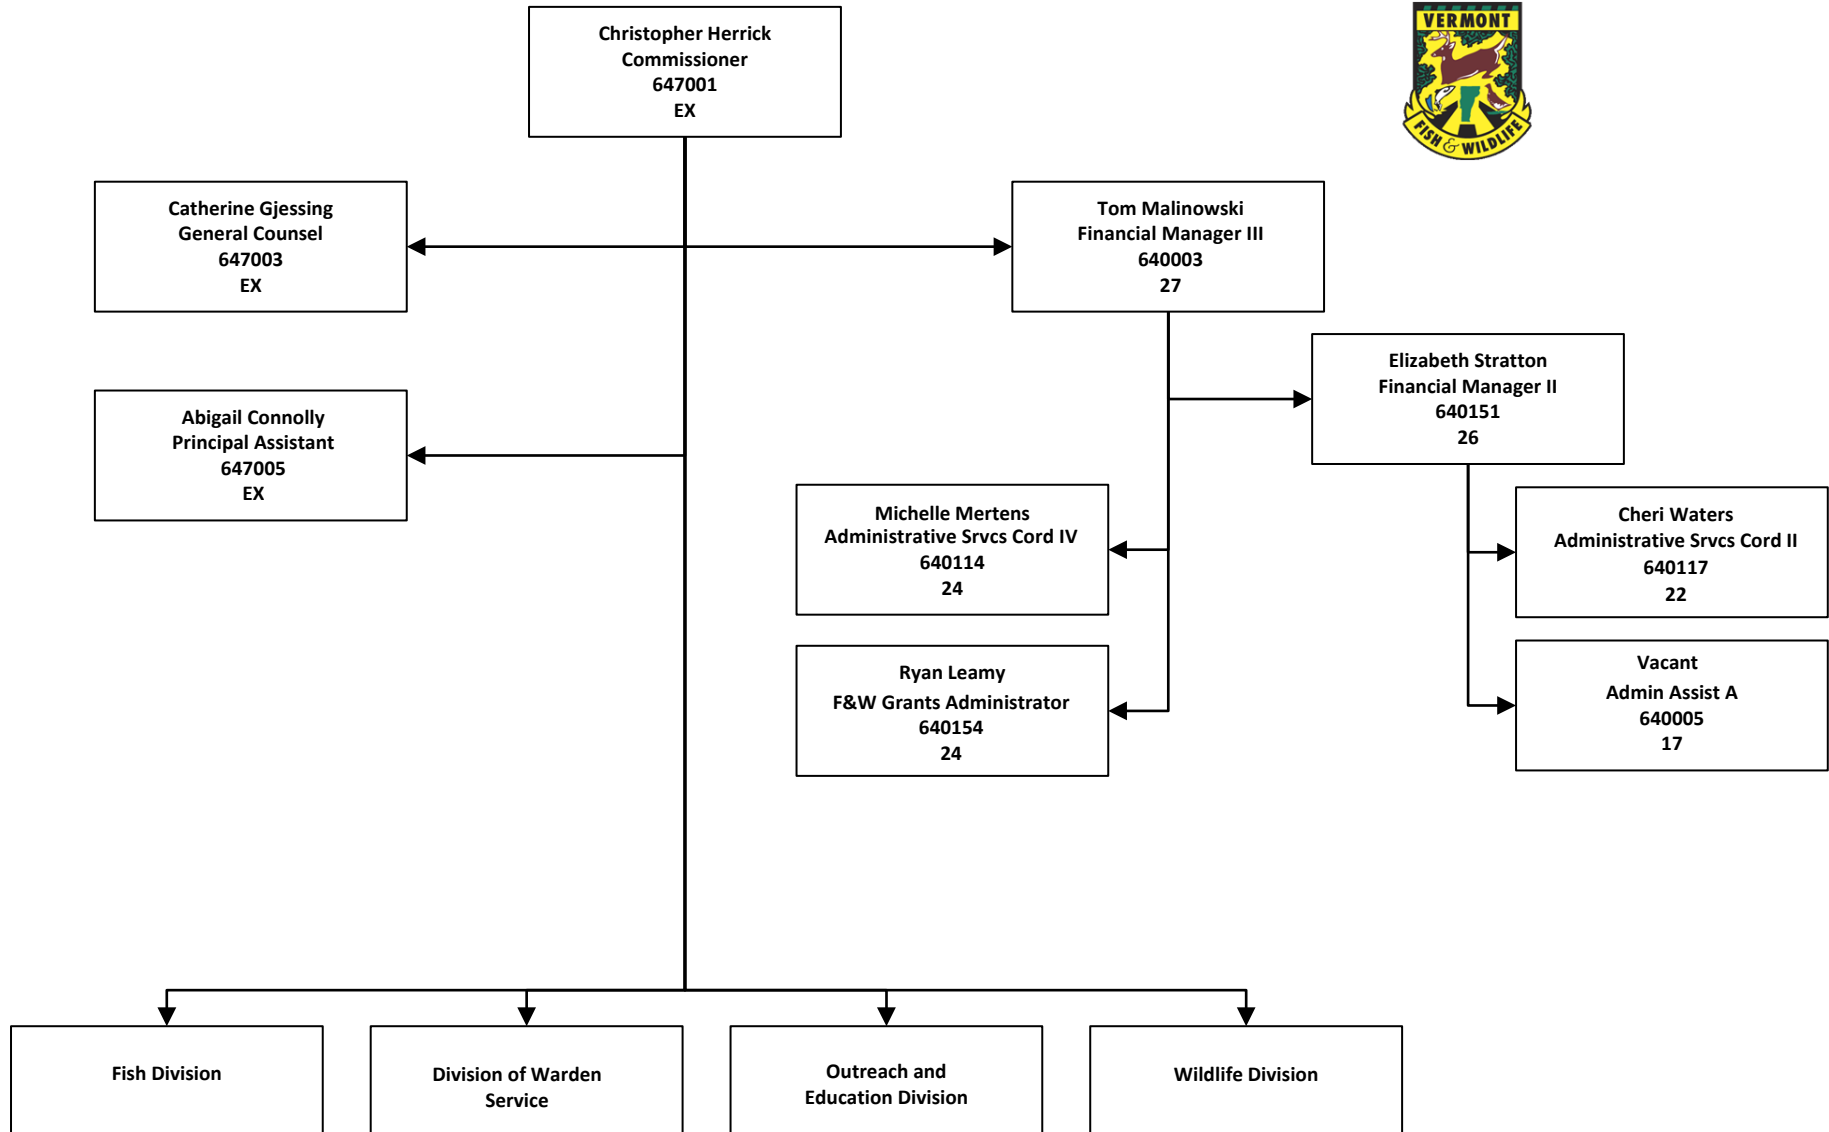 Christopher Herrick
Commissioner
647001
EX
VERMONT
FISH & WILDLIFE
Catherine Gjessing
General Counsel
647003
EX
Tom Malinowski
Financial Manager III
640003
27
Elizabeth Stratton
Financial Manager II
640151
26
Abigail Connolly
Principal Assistant
647005
EX
Michelle Mertens
Administrative Srvcs Cord IV
640114
24
Cheri Waters
Administrative Srvcs Cord II
640117
22
Ryan Leamy
F&W Grants Administrator
640154
24
Vacant
Admin Assist A
640005
17
Fish Division
Division of Warden
Service
Outreach and
Education Division
Wildlife Division